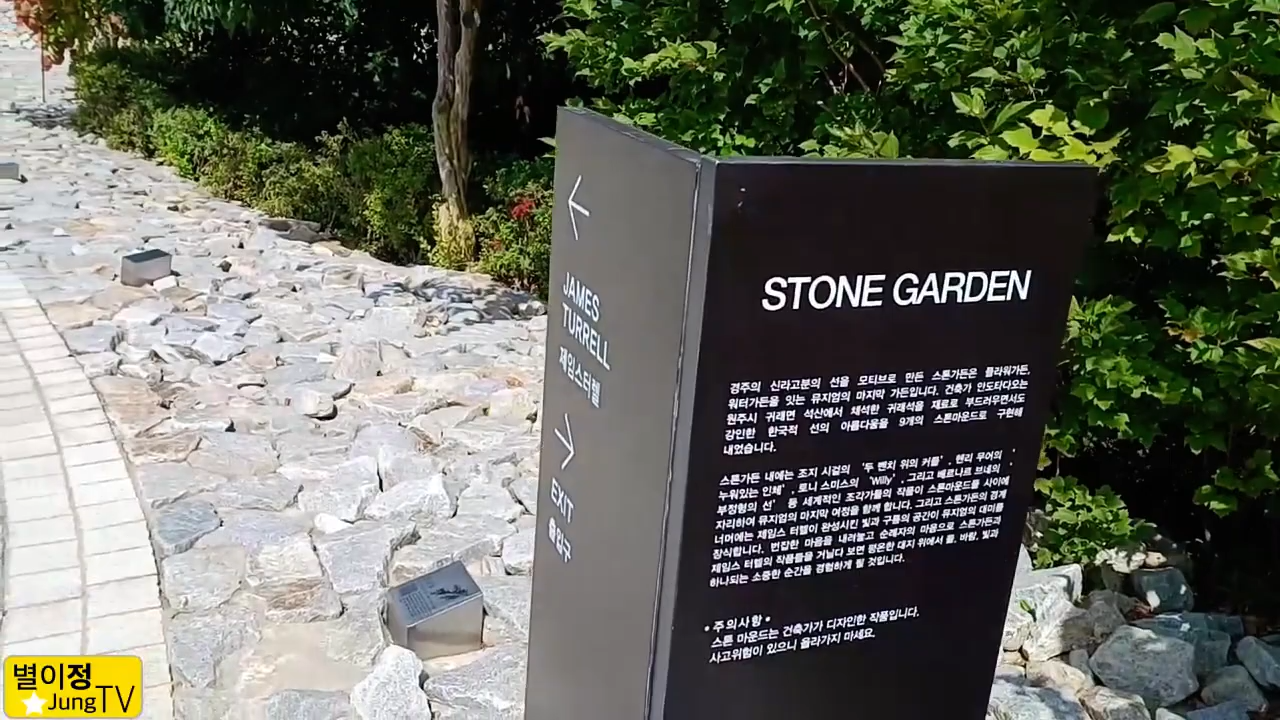 JAMES
TURRELL
제임스터렐
EXIT
출입구
STONE GARDEN
경주의 신라고분의 선을 모티브로 만든 스톤가든은 플라워가든,
워터가든을 잇는 뮤지엄의 마지막 가든입니다. 건축가 안도타다오는
원주시 귀래면 석산에서 채석한 귀래석을 재료로 부드러우면서도
강인한 한국적 선의 아름다움을 9개의 스톤마운드로 구현해
내었습니다.
스톤가든 내에는 조지 시걸의 ‘두 벤치 위의 커플’, 헨리 무어의 ‘
누워있는 인체’, 토니 스미스의 ‘Willy’, 그리고 베르나르 브네의 ‘
부정형의 선’ 등 세계적인 조각가들의 작품이 스톤마운드를 사이에
자리하여 뮤지엄의 마지막 여정을 함께 합니다. 그리고 스톤가든의 경계
너머에는 제임스 터렐이 완성시킨 빛과 구름의 공간이 뮤지엄의 대미를
장식합니다. 번잡한 마음을 내려놓고 순례자의 마음으로 스톤가든과
제임스 터렐의 작품들을 거닐다 보면 평온한 대지 위에서 물, 바람, 빛과
하나되는 소중한 순간을 경험하게 될 것입니다.
• 주의사항 •
스톤 마운드는 건축가가 디자인한 작품입니다.
사고위험이 있으니 올라가지 마세요.
별이정
JungTV